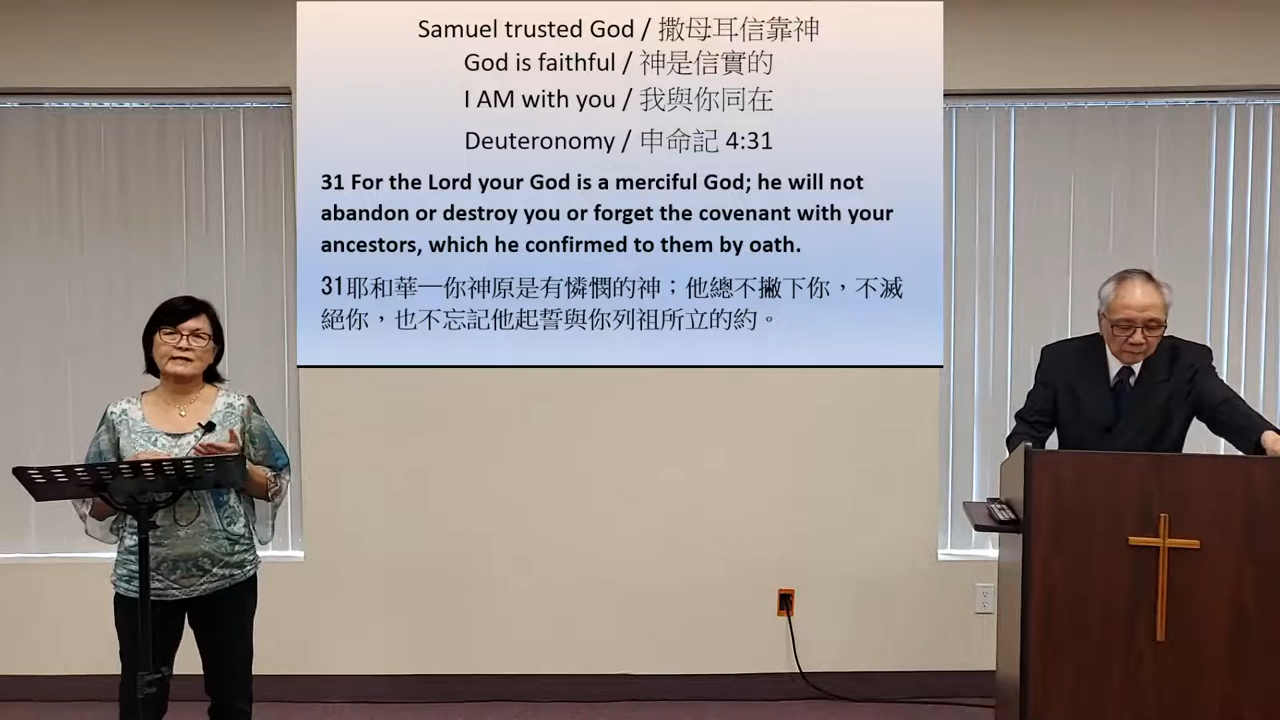 Samuel trusted God / 撒母耳信靠神
God is faithful / 神是信實的
I AM with you / 我與你同在
Deuteronomy / 申命記 4:31
31 For the Lord your God is a merciful God; he will not
abandon or destroy you or forget the covenant with your
ancestors, which he confirmed to them by oath.
31耶和華─你神原是有憐憫的神；他總不撇下你，不滅
絕你，也不忘記他起誓與你列祖所立的約。